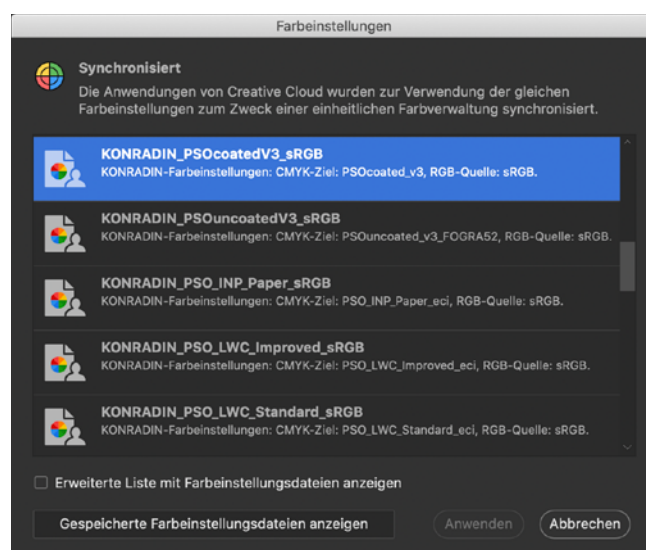 Farbeinstellungen
Synchronisiert
Die Anwendungen von Creative Cloud wurden zur Verwendung der gleichen
Farbeinstellungen zum Zweck einer einheitlichen Farbverwaltung synchronisiert.
KONRADIN_PSOcoatedV3_sRGB
KONRADIN-Farbeinstellungen: CMYK-Ziel: PSOcoated_v3, RGB-Quelle: sRGB.
KONRADIN_PSOuncoatedV3_sRGB
KONRADIN-Farbeinstellungen: CMYK-Ziel: PSOuncoated_v3_FOGRA52, RGB-Quelle: sRGB.
KONRADIN_PSO_INP_Paper_sRGB
KONRADIN-Farbeinstellungen: CMYK-Ziel: PSO_INP_Paper_eci, RGB-Quelle: sRGB.
KONRADIN_PSO_LWC_Improved_sRGB
KONRADIN-Farbeinstellungen: CMYK-Ziel: PSO_LWC_Improved_eci, RGB-Quelle: sRGB.
KONRADIN_PSO_LWC_Standard_sRGB
KONRADIN-Farbeinstellungen: CMYK-Ziel: PSO_LWC_Standard_eci, RGB-Quelle: sRGB.
Erweiterte Liste mit Farbeinstellungsdateien anzeigen
Gespeicherte Farbeinstellungsdateien anzeigen Anwenden Abbrechen